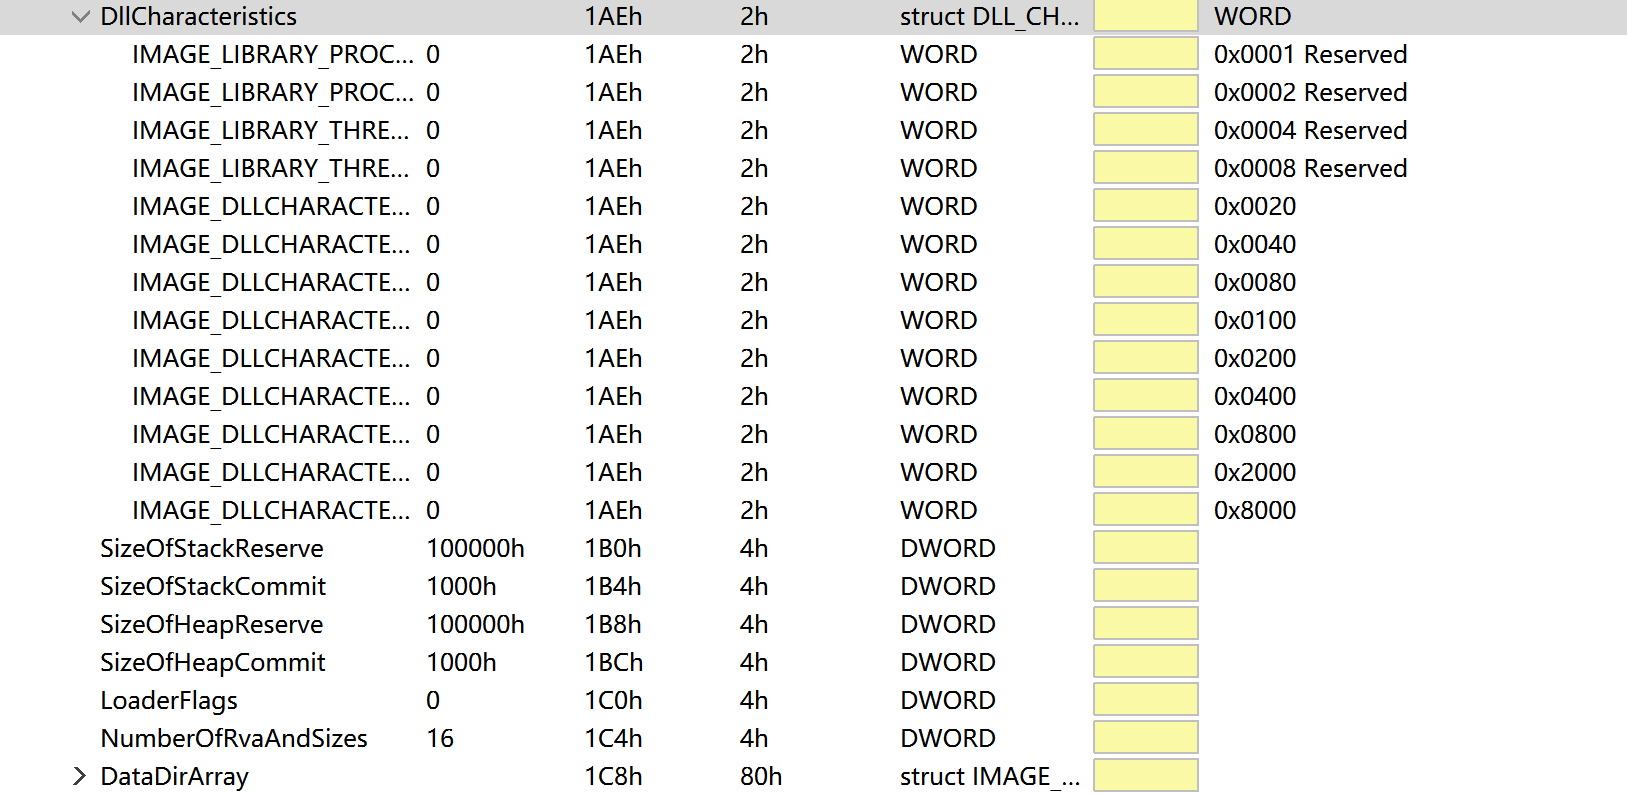 DllCharacteristics 1AEh 2h struct DLL_CH... WORD
IMAGE_LIBRARY_PROC... 0 1AEh 2h WORD 0x0001 Reserved
IMAGE_LIBRARY_PROC... 0 1AEh 2h WORD 0x0002 Reserved
IMAGE_LIBRARY_THRE... 0 1AEh 2h WORD 0x0004 Reserved
IMAGE_LIBRARY_THRE... 0 1AEh 2h WORD 0x0008 Reserved
IMAGE_DLLCHARACTE... 0 1AEh 2h WORD 0x0020
IMAGE_DLLCHARACTE... 0 1AEh 2h WORD 0x0040
IMAGE_DLLCHARACTE... 0 1AEh 2h WORD 0x0080
IMAGE_DLLCHARACTE... 0 1AEh 2h WORD 0x0100
IMAGE_DLLCHARACTE... 0 1AEh 2h WORD 0x0200
IMAGE_DLLCHARACTE... 0 1AEh 2h WORD 0x0400
IMAGE_DLLCHARACTE... 0 1AEh 2h WORD 0x0800
IMAGE_DLLCHARACTE... 0 1AEh 2h WORD 0x2000
IMAGE_DLLCHARACTE... 0 1AEh 2h WORD 0x8000
SizeOfStackReserve 100000h 1B0h 4h DWORD
SizeOfStackCommit 1000h 1B4h 4h DWORD
SizeOfHeapReserve 100000h 1B8h 4h DWORD
SizeOfHeapCommit 1000h 1BCh 4h DWORD
LoaderFlags 0 1C0h 4h DWORD
NumberOfRvaAndSizes 16 1C4h 4h DWORD
DataDirArray 1C8h 80h struct IMAGE_...